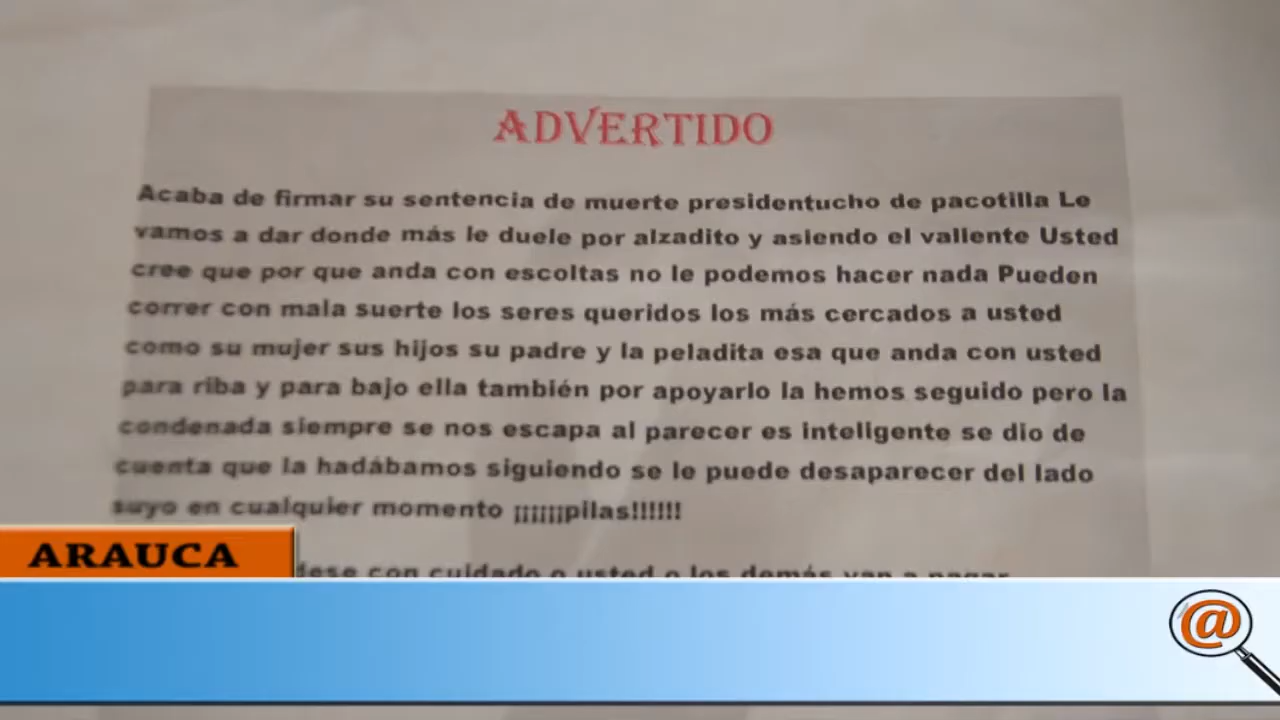 ADVERTIDO
Acaba de firmar su sentencia de muerte presidentucho de pacotilla Le
vamos a dar donde más le duele por alzadito y asiendo el valiente Usted
cree que por que anda con escoltas no le podemos hacer nada Pueden
correr con mala suerte los seres queridos los más cercados a usted
como su mujer sus hijos su padre y la peladita esa que anda con usted
para riba y para bajo ella también por apoyarlo la hemos seguido pero la
condenada siempre se nos escapa al parecer es inteligente se dio de
cuenta que la hadábamos siguiendo se le puede desaparecer del lado
suyo en cualquier momento ¡¡¡¡¡¡pilas!!!!!!
dese con cuidado o usted o los demás van a pagar
ARAUCA
@